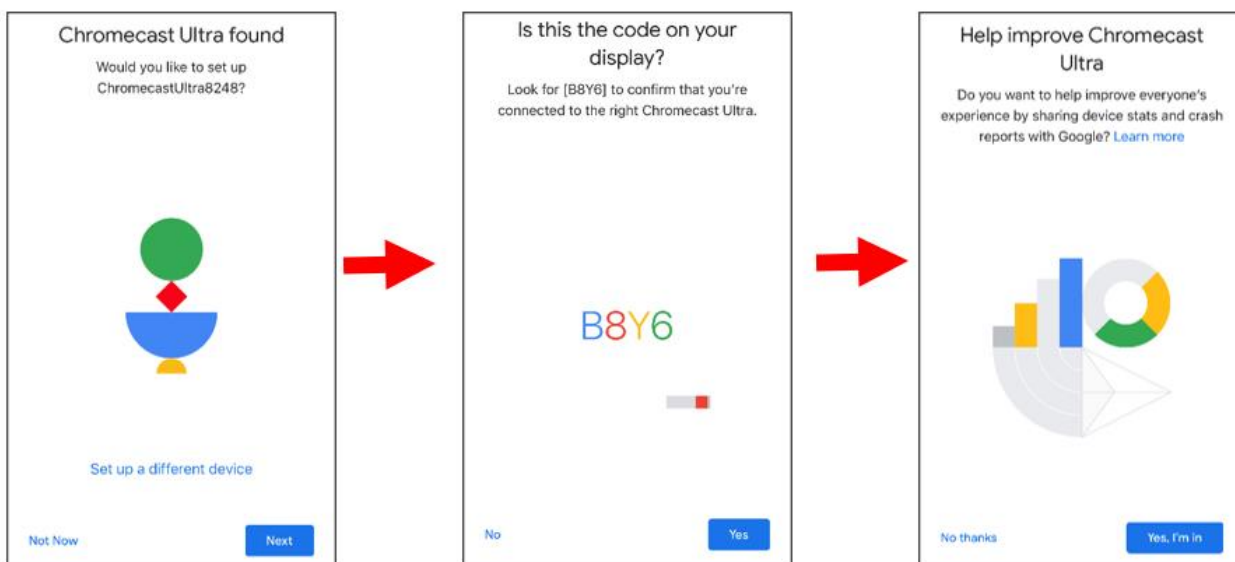 Chromecast Ultra found
Would you like to set up
ChromecastUltra8248?
Set up a different device
Not Now
Next
Is this the code on your
display?
Look for [B8Y6] to confirm that you're
connected to the right Chromecast Ultra.
B8Y6
No
Yes
Help improve Chromecast
Ultra
Do you want to help improve everyone's
experience by sharing device stats and crash
reports with Google? Learn more
No thanks
Yes, I'm in